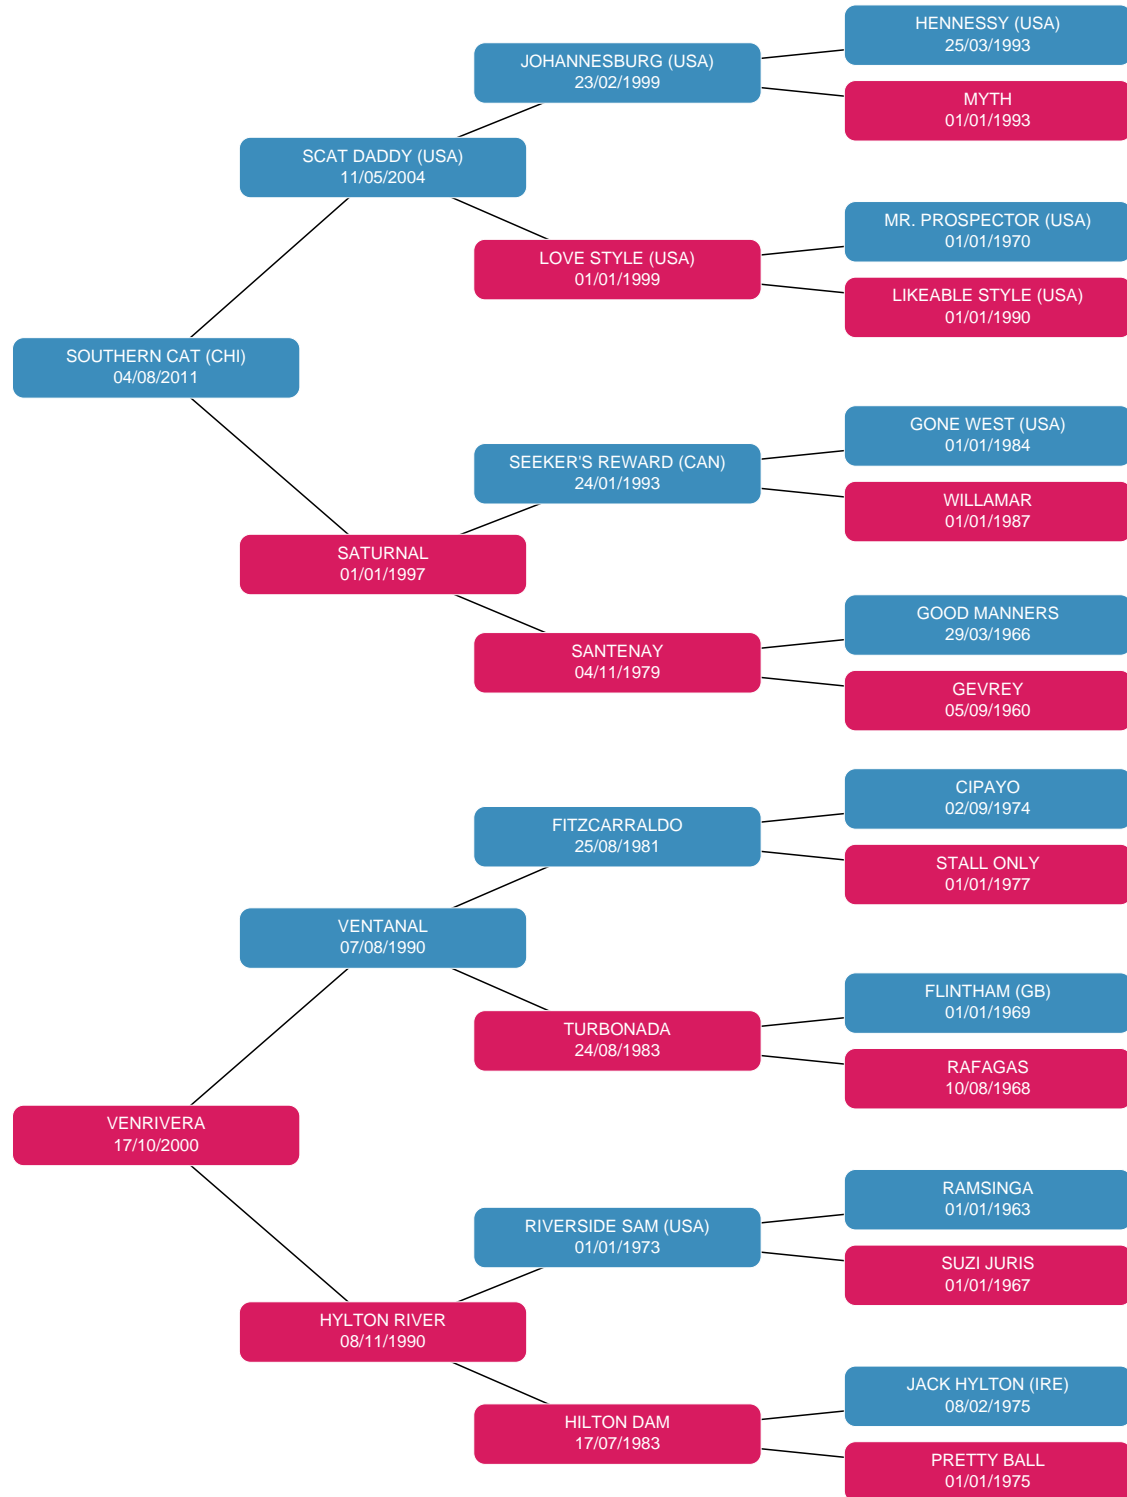 HENNESSY (USA)
25/03/1993
JOHANNESBURG (USA)
23/02/1999
MYTH
01/01/1993
SCAT DADDY (USA)
11/05/2004
MR. PROSPECTOR (USA)
01/01/1970
LOVE STYLE (USA)
01/01/1999
LIKEABLE STYLE (USA)
01/01/1990
SOUTHERN CAT (CHI)
04/08/2011
GONE WEST (USA)
01/01/1984
SEEKER'S REWARD (CAN)
24/01/1993
WILLAMAR
01/01/1987
SATURNAL
01/01/1997
GOOD MANNERS
29/03/1966
SANTENAY
04/11/1979
GEVREY
05/09/1960
CIPAYO
02/09/1974
FITZCARRALDO
25/08/1981
STALL ONLY
01/01/1977
VENTANAL
07/08/1990
FLINTHAM (GB)
01/01/1969
TURBONADA
24/08/1983
RAFAGAS
10/08/1968
VENRIVERA
17/10/2000
RAMSINGA
01/01/1963
RIVERSIDE SAM (USA)
01/01/1973
SUZI JURIS
01/01/1967
HYLTON RIVER
08/11/1990
JACK HYLTON (IRE)
08/02/1975
HILTON DAM
17/07/1983
PRETTY BALL
01/01/1975